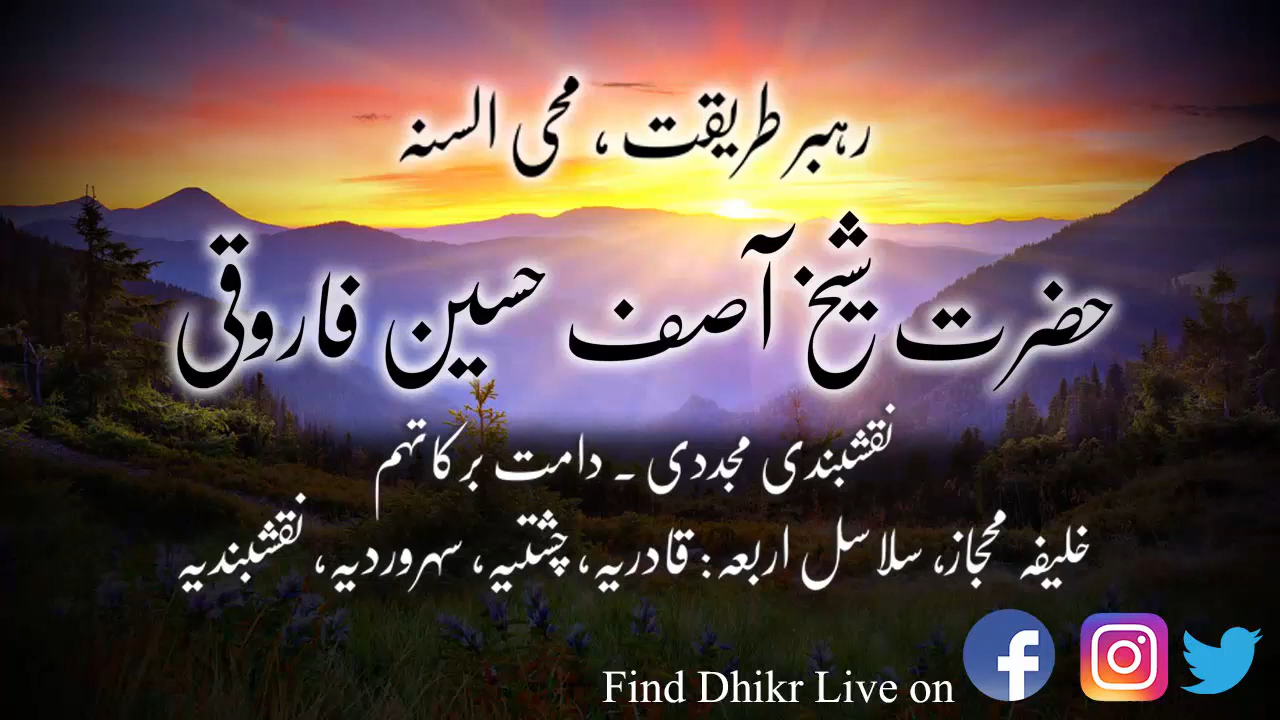 رہبر طریقت، محی السنہ
حضرت شیخ آصف حسین فاروقی
نقشبندی مجددی ۔ دامت برکاتہم
خلیفہ مجاز، سلاسل اربعہ: قادریہ، چشتیہ، سہروردیہ، نقشبندیہ
Find Dhikr Live on